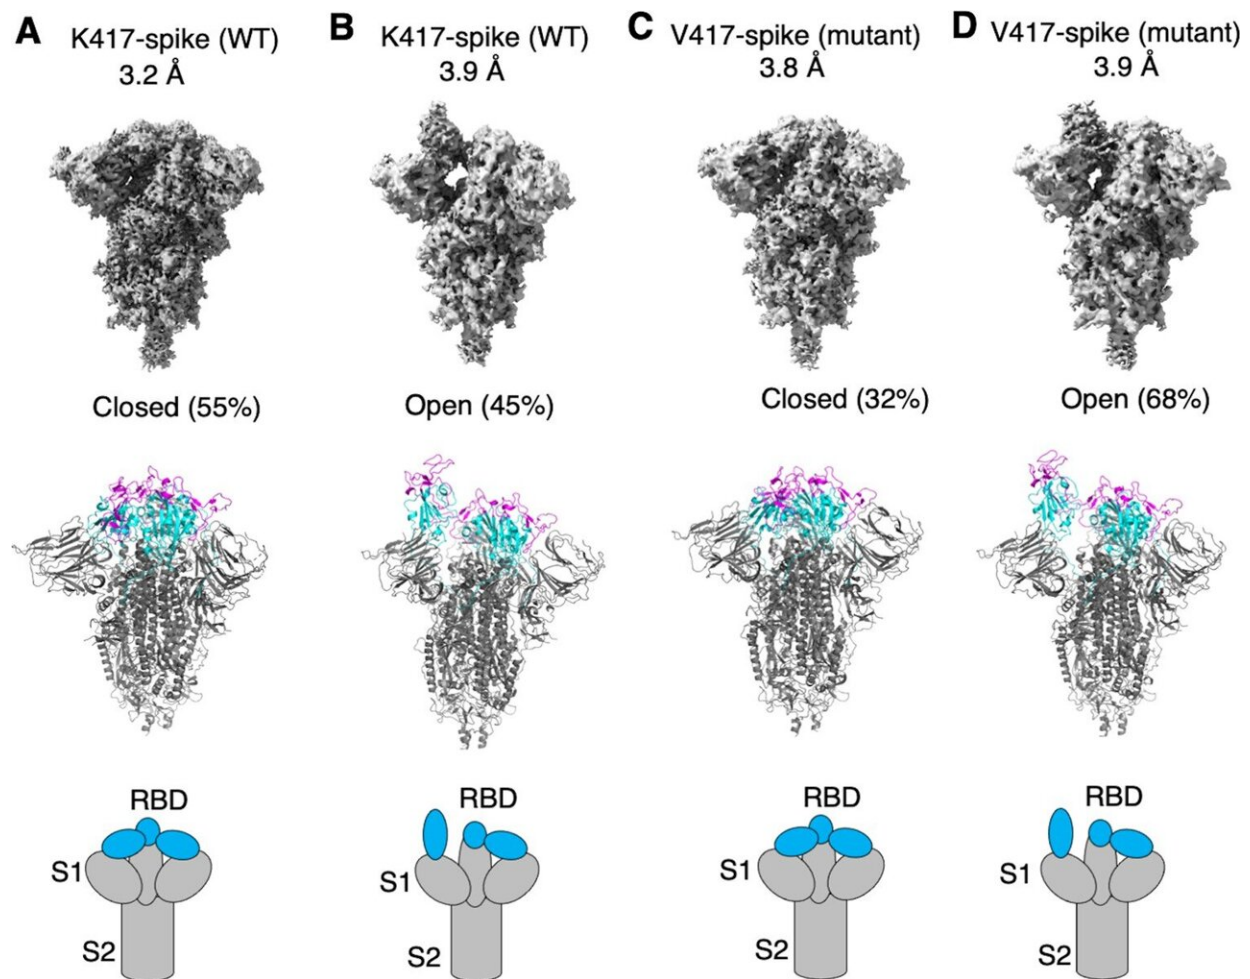 A
K417-spike (WT)
3.2 Å
B
K417-spike (WT)
3.9 Å
C
V417-spike (mutant)
3.8 Å
D
V417-spike (mutant)
3.9 Å
Closed (55%)
Open (45%)
Closed (32%)
Open (68%)
RBD
S1
S2
RBD
S1
S2
RBD
S1
S2
RBD
S1
S2